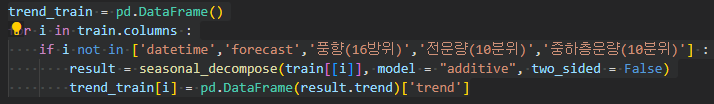 trend_train = pd.DataFrame()
for i in train.columns :
    if i not in ['datetime','forecast','풍향(16방위)','전운량(10분위)','중하층운량(10분위)'] :
        result = seasonal_decompose(train[[i]], model = "additive", two_sided = False)
        trend_train[i] = pd.DataFrame(result.trend)['trend']